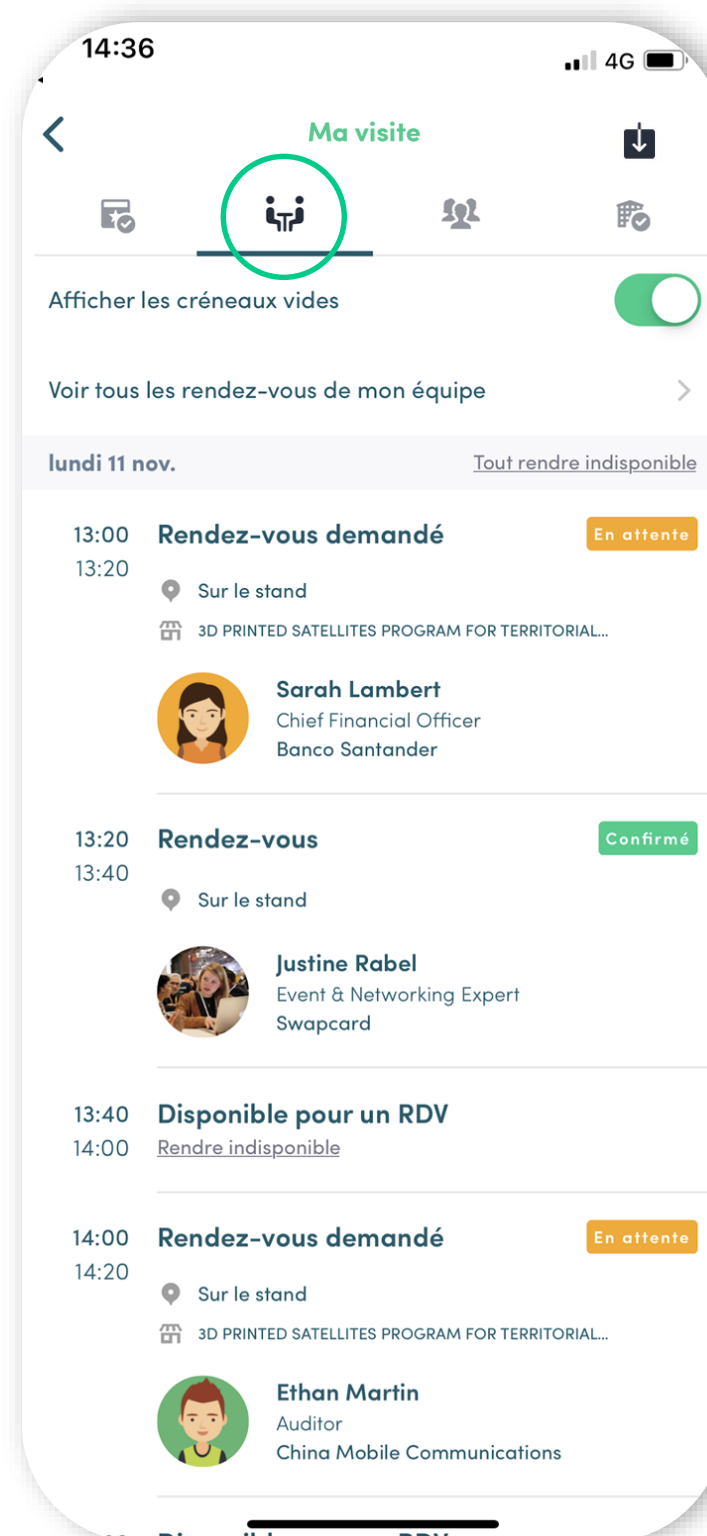 14:36
4G
Ma visite
Afficher les créneaux vides
Voir tous les rendez-vous de mon équipe
lundi 11 nov.
Tout rendre indisponible
13:00
Rendez-vous demandé
En attente
13:20
Sur le stand
3D PRINTED SATELLITES PROGRAM FOR TERRITORIAL...
Sarah Lambert
Chief Financial Officer
Banco Santander
13:20
Rendez-vous
Confirmé
13:40
Sur le stand
Justine Rabel
Event & Networking Expert
Swapcard
13:40
Disponible pour un RDV
14:00
Rendre indisponible
14:00
Rendez-vous demandé
En attente
14:20
Sur le stand
3D PRINTED SATELLITES PROGRAM FOR TERRITORIAL...
Ethan Martin
Auditor
China Mobile Communications